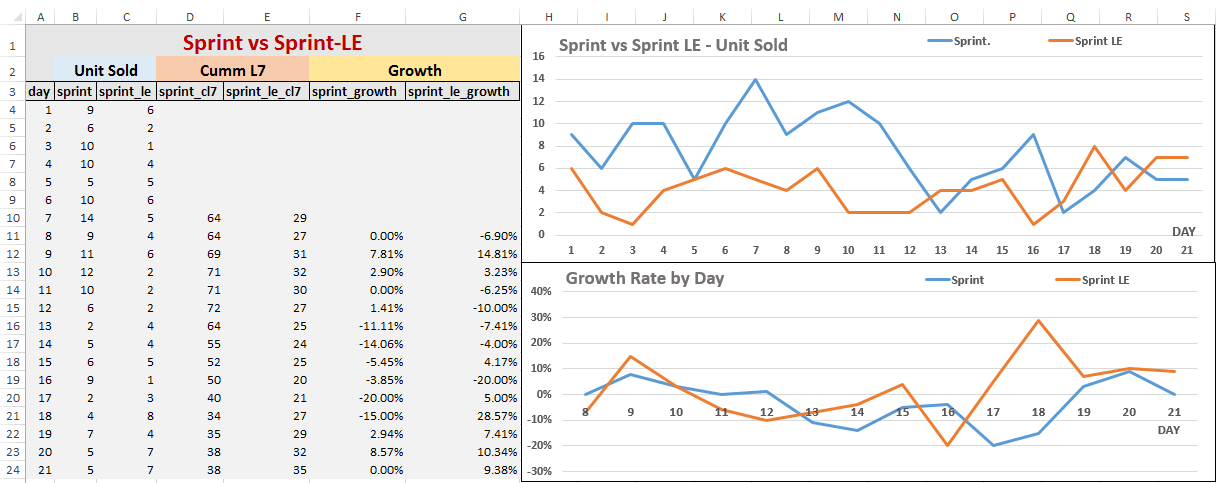 A B C D E F G H I J K L M N O P Q R S
1 Sprint vs Sprint-LE
2 Unit Sold Cumm L7 Growth
3 day sprint sprint_le sprint_cl7 sprint_le_cl7 sprint_growth sprint_le_growth
4 1 9 6
5 2 6 2
6 3 10 1
7 4 10 4
8 5 5 5
9 6 10 6
10 7 14 5 64 29
11 8 9 4 64 27 0.00% -6.90%
12 9 11 6 69 31 7.81% 14.81%
13 10 12 2 71 32 2.90% 3.23%
14 11 10 2 71 30 0.00% -6.25%
15 12 6 2 72 27 1.41% -10.00%
16 13 2 4 64 25 -11.11% -7.41%
17 14 5 4 55 24 -14.06% -4.00%
18 15 6 5 52 25 -5.45% 4.17%
19 16 9 1 50 20 -3.85% -20.00%
20 17 2 3 40 21 -20.00% 5.00%
21 18 4 8 34 27 -15.00% 28.57%
22 19 7 4 35 29 2.94% 7.41%
23 20 5 7 38 32 8.57% 10.34%
24 21 5 7 38 35 0.00% 9.38%
Sprint vs Sprint LE - Unit Sold
Sprint. Sprint LE
16
14
12
10
8
6
4
2
0
DAY
1 2 3 4 5 6 7 8 9 10 11 12 13 14 15 16 17 18 19 20 21
Growth Rate by Day
Sprint Sprint LE
40%
30%
20%
10%
0%
-10%
-20%
-30%
8 9 10 11 12 13 14 15 16 17 18 19 20 21
DAY